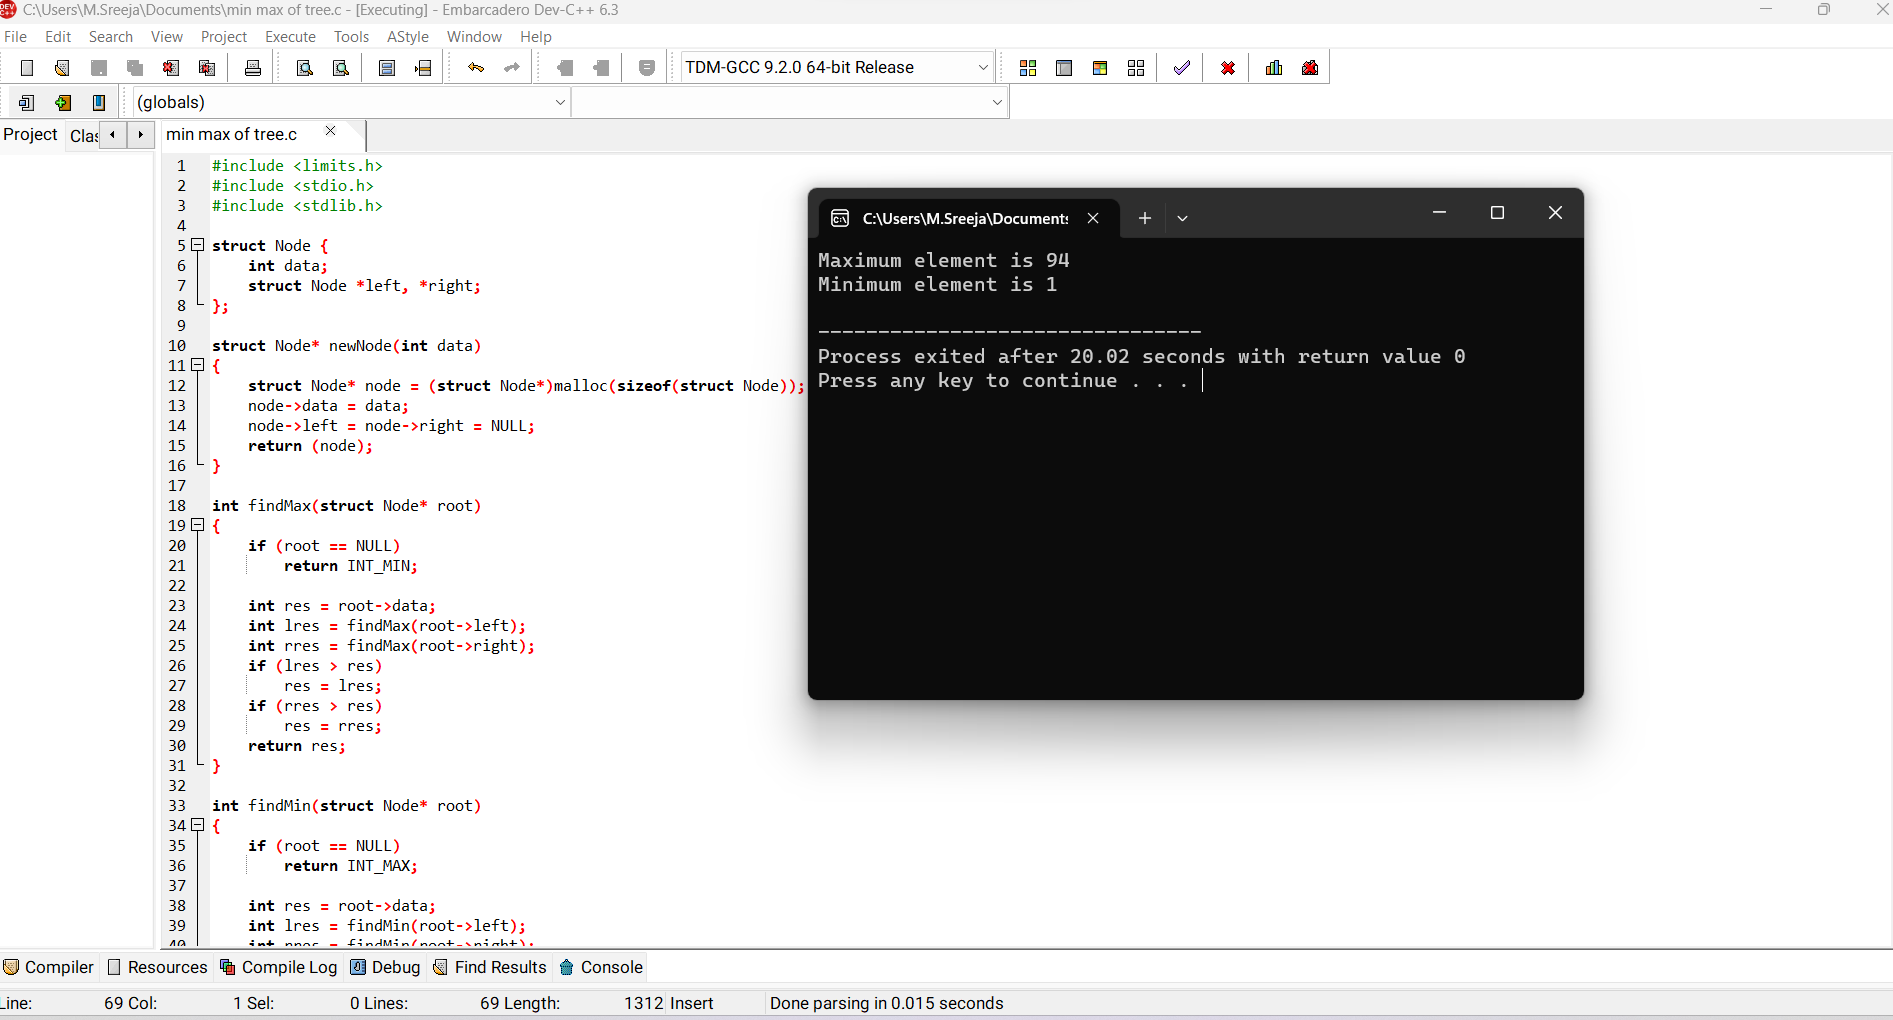 C:\Users\M.Sreeja\Documents\min max of tree.c - [Executing] - Embarcadero Dev-C++ 6.3
File Edit Search View Project Execute Tools AStyle Window Help
TDM-GCC 9.2.0 64-bit Release
(globals)
Project Clas
min max of tree.c
1 #include <limits.h>
2 #include <stdio.h>
3 #include <stdlib.h>
4
5 struct Node {
6 int data;
7 struct Node *left, *right;
8 };
9
10 struct Node* newNode(int data)
11 {
12 struct Node* node = (struct Node*)malloc(sizeof(struct Node));
13 node->data = data;
14 node->left = node->right = NULL;
15 return (node);
16 }
17
18 int findMax(struct Node* root)
19 {
20 if (root == NULL)
21 return INT_MIN;
22
23 int res = root->data;
24 int lres = findMax(root->left);
25 int rres = findMax(root->right);
26 if (lres > res)
27 res = lres;
28 if (rres > res)
29 res = rres;
30 return res;
31 }
32
33 int findMin(struct Node* root)
34 {
35 if (root == NULL)
36 return INT_MAX;
37
38 int res = root->data;
39 int lres = findMin(root->left);
40 int rres = findMin(root->right);
C:\Users\M.Sreeja\Documents
Maximum element is 94
Minimum element is 1
--------------------------------
Process exited after 20.02 seconds with return value 0
Press any key to continue . . .
Compiler Resources Compile Log Debug Find Results Console
Line: 69 Col: 1 Sel: 0 Lines: 69 Length: 1312 Insert Done parsing in 0.015 seconds